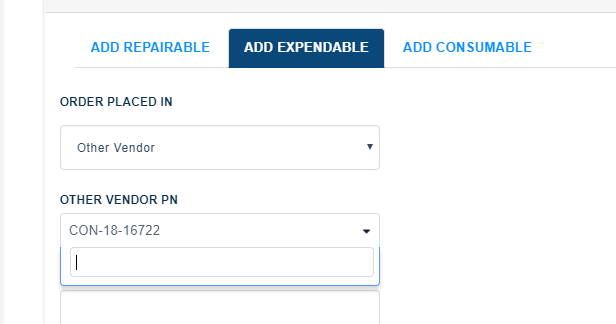 ADD REPAIRABLE ADD EXPENDABLE ADD CONSUMABLE
ORDER PLACED IN
Other Vendor
OTHER VENDOR PN
CON-18-16722